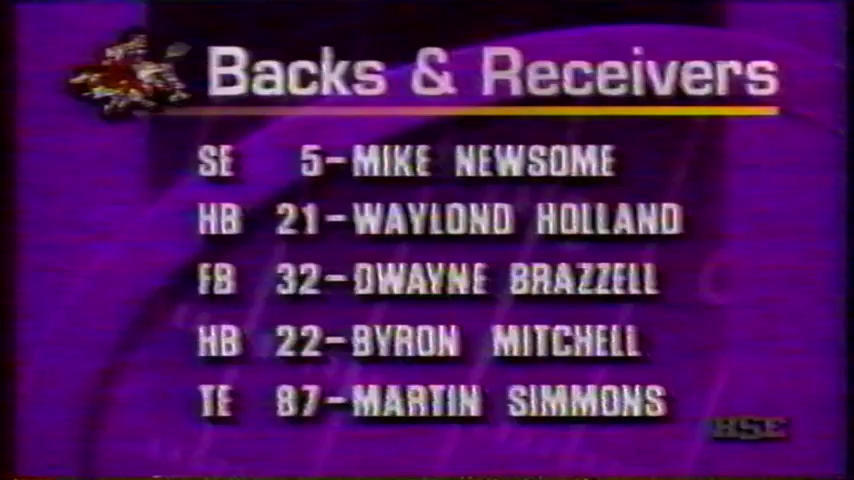 Backs & Receivers
SE 5-MIKE NEWSOME
HB 21-WAYLOND HOLLAND
FB 32-DWAYNE BRAZZELL
HB 22-BYRON MITCHELL
TE 87-MARTIN SIMMONS
HSE